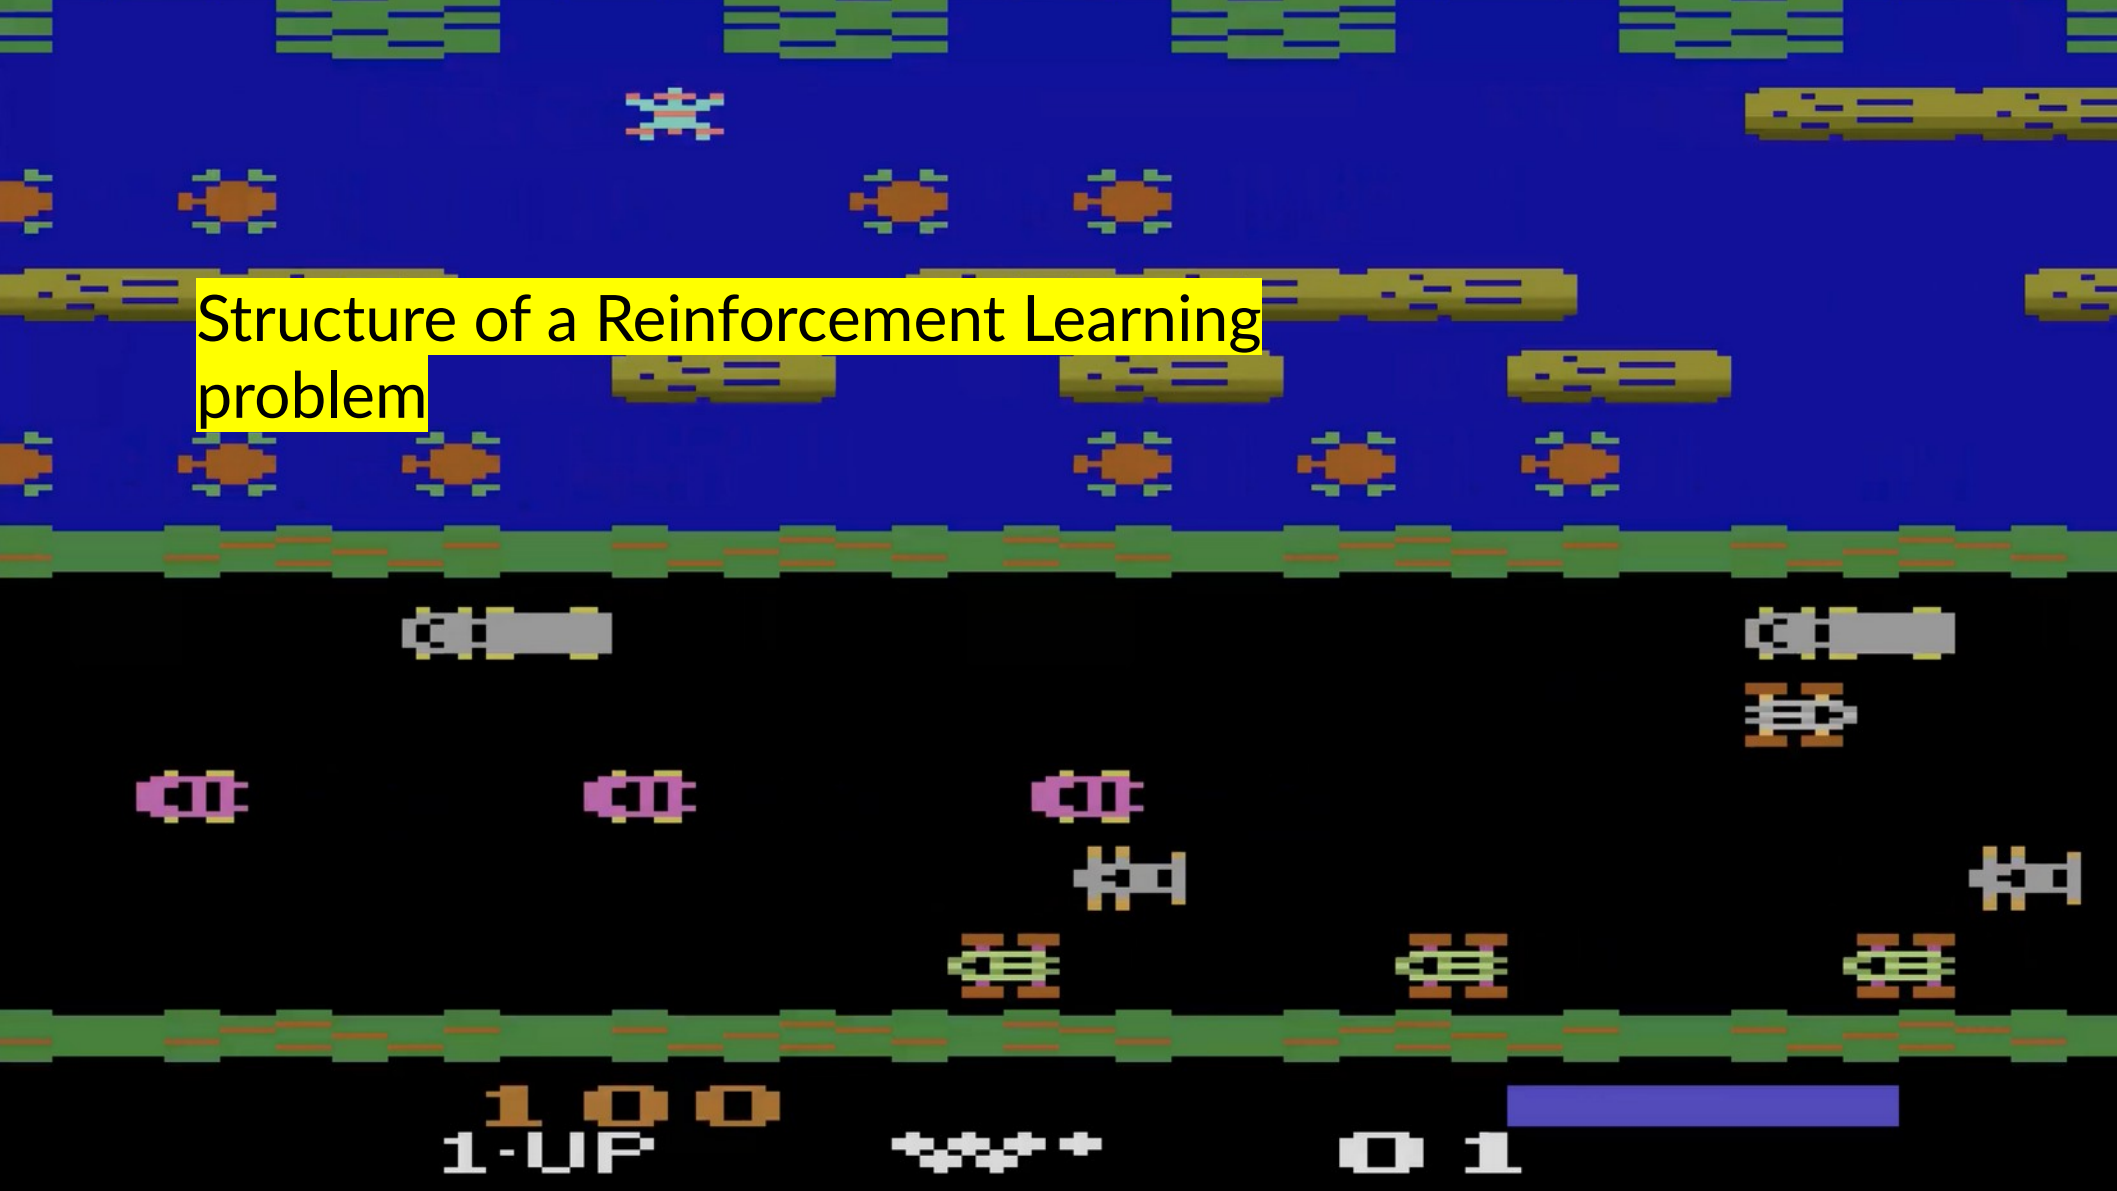 Structure of a Reinforcement Learning
problem
100
1-UP 01